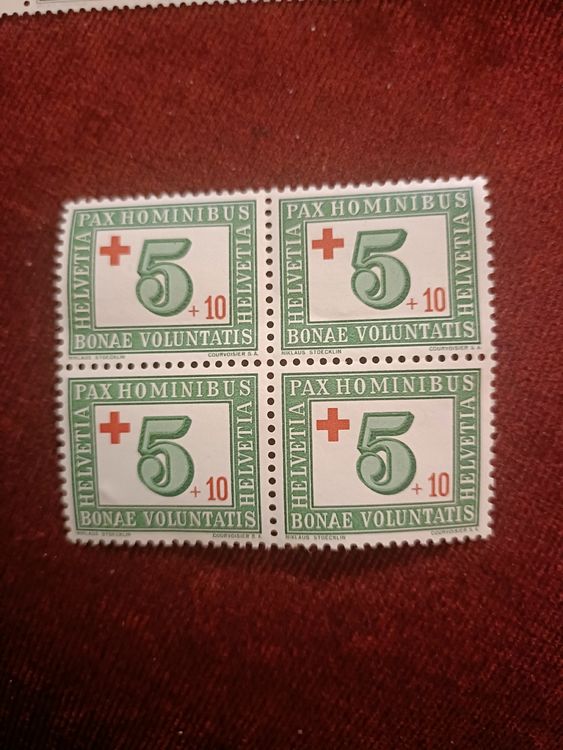 PAX HOMINIBUS
HELVETIA
5
+ 10
HELVETIA
BONAE VOLUNTATIS
NIKLAUS STOECKLIN COURVOISIER S.A.
PAX HOMINIBUS
HELVETIA
5
+ 10
HELVETIA
BONAE VOLUNTATIS
NIKLAUS STOECKLIN COURVOISIER S.A.
PAX HOMINIBUS
HELVETIA
5
+ 10
HELVETIA
BONAE VOLUNTATIS
NIKLAUS STOECKLIN COURVOISIER S.A.
PAX HOMINIBUS
HELVETIA
5
+ 10
HELVETIA
BONAE VOLUNTATIS
NIKLAUS STOECKLIN COURVOISIER S.A.